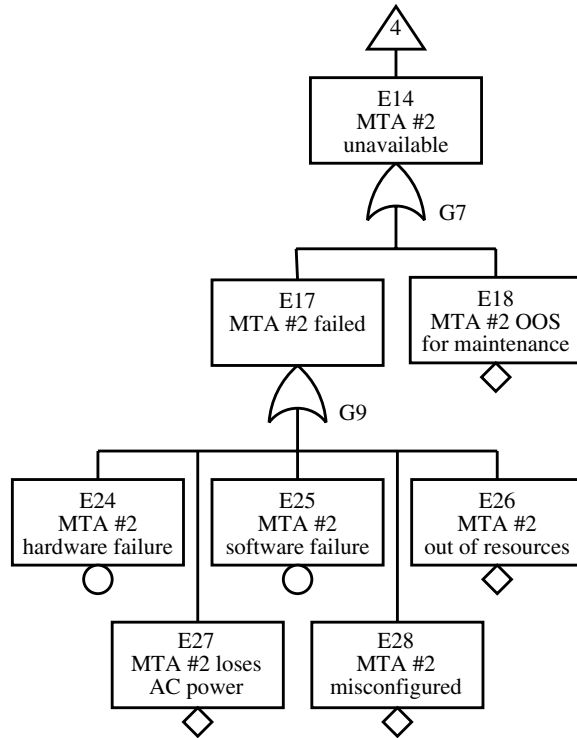 4
E14
MTA #2
unavailable
G7
E17
MTA #2 failed
E18
MTA #2 OOS
for maintenance
G9
E24
MTA #2
hardware failure
E25
MTA #2
software failure
E26
MTA #2
out of resources
E27
MTA #2 loses
AC power
E28
MTA #2
misconfigured